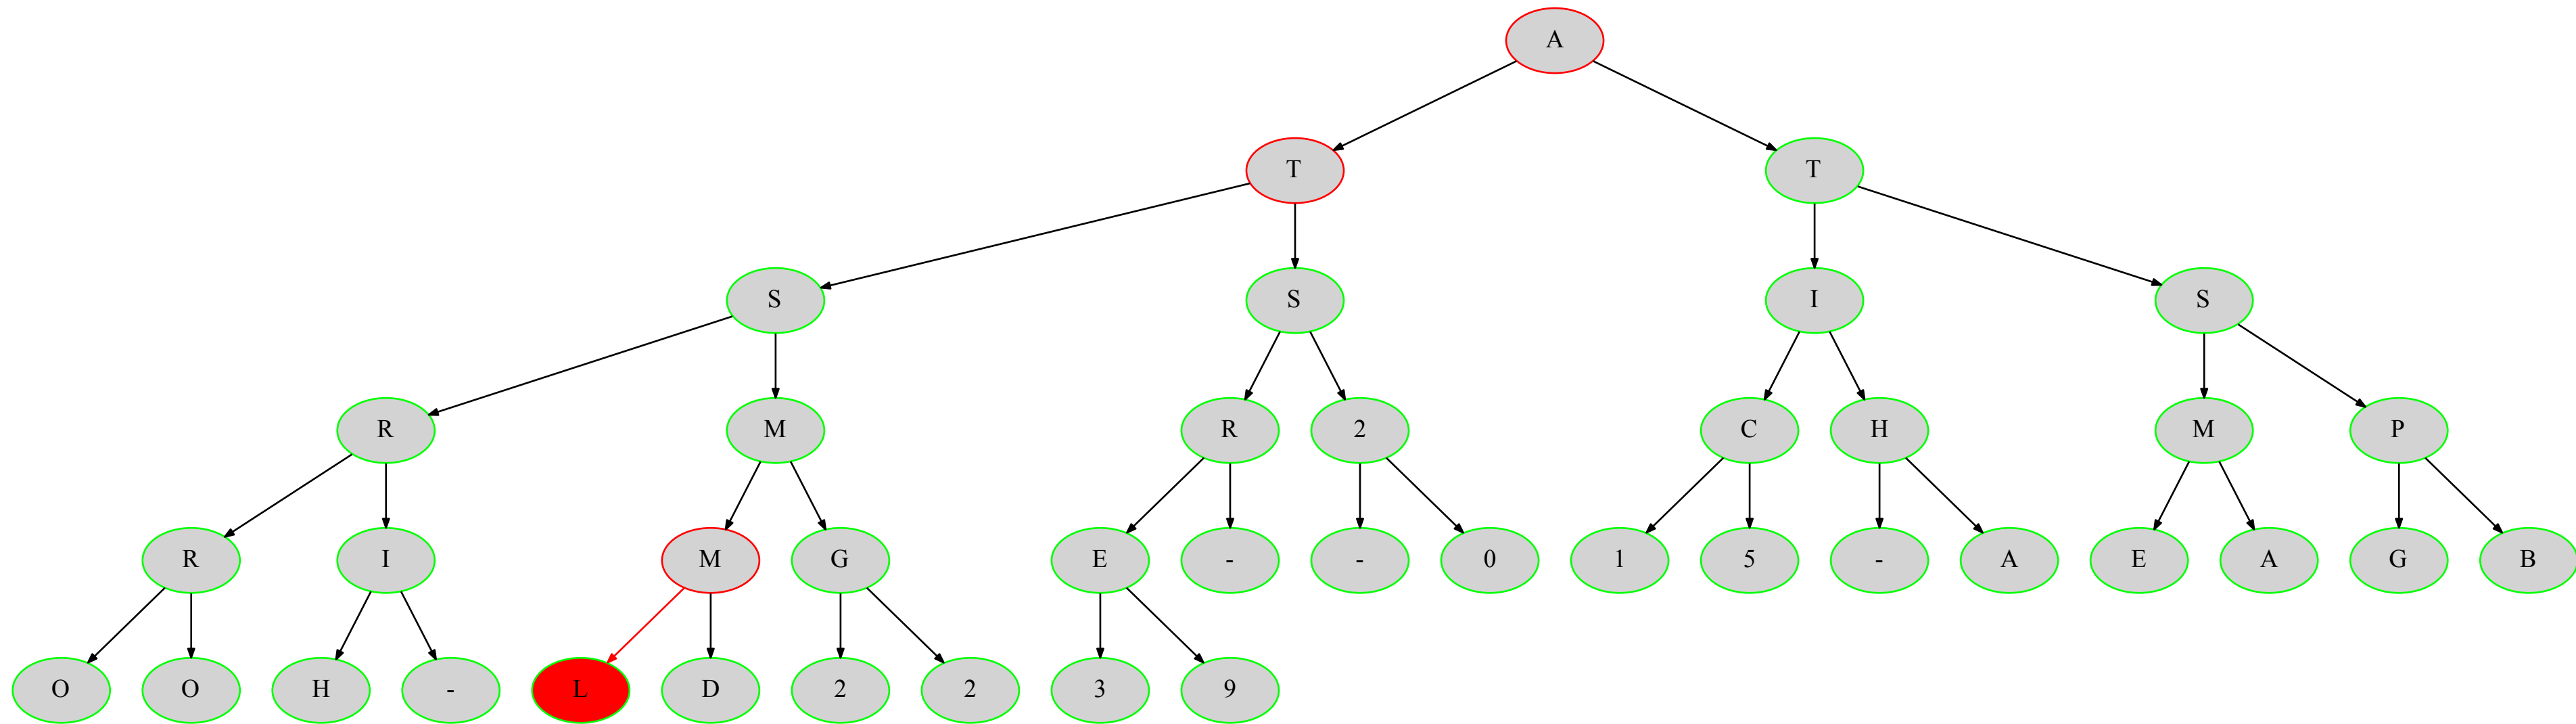 A
T T
S S I S
R M R 2 C H M P
R I M G E - - 0 1 5 - A E A G B
O O H - L D 2 2 3 9